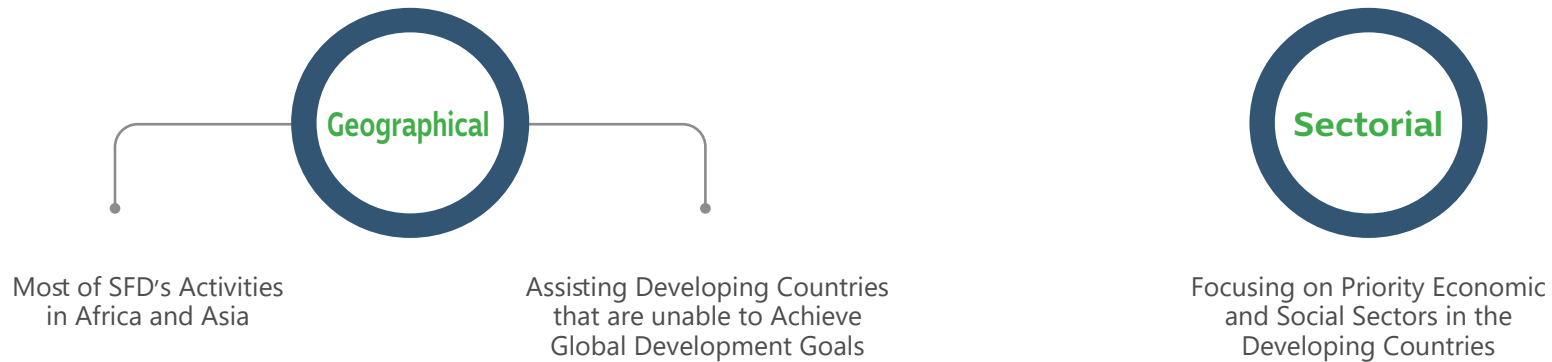 Geographical
Sectorial
Most of SFD's Activities
in Africa and Asia
Assisting Developing Countries
that are unable to Achieve
Global Development Goals
Focusing on Priority Economic
and Social Sectors in the
Developing Countries